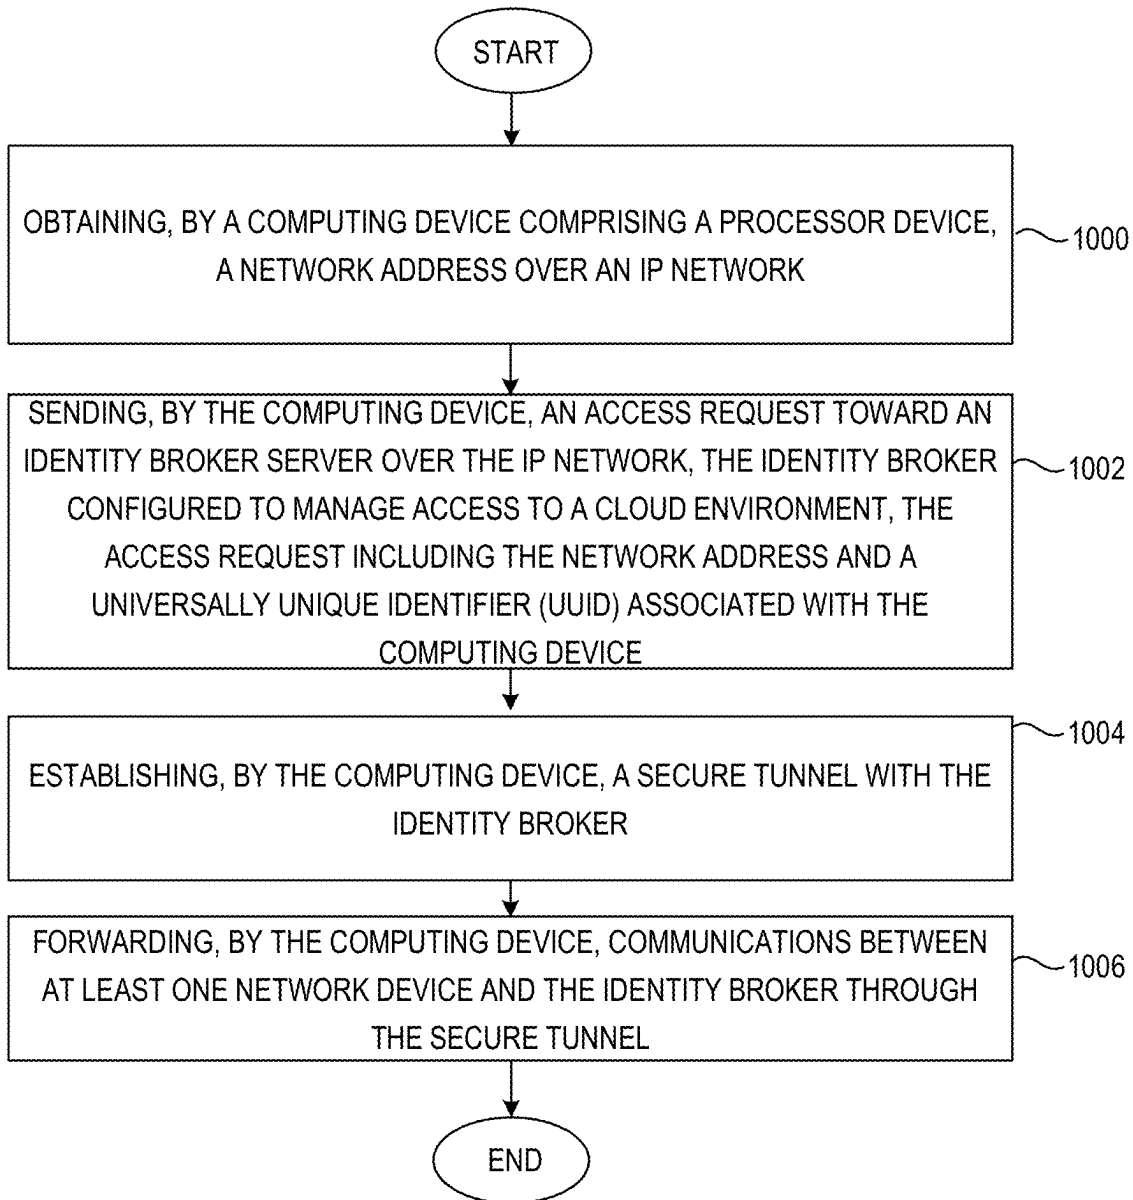 START
OBTAINING, BY A COMPUTING DEVICE COMPRISING A PROCESSOR DEVICE,
A NETWORK ADDRESS OVER AN IP NETWORK
1000
SENDING, BY THE COMPUTING DEVICE, AN ACCESS REQUEST TOWARD AN
IDENTITY BROKER SERVER OVER THE IP NETWORK, THE IDENTITY BROKER
CONFIGURED TO MANAGE ACCESS TO A CLOUD ENVIRONMENT, THE
ACCESS REQUEST INCLUDING THE NETWORK ADDRESS AND A
UNIVERSALLY UNIQUE IDENTIFIER (UUID) ASSOCIATED WITH THE
COMPUTING DEVICE
1002
ESTABLISHING, BY THE COMPUTING DEVICE, A SECURE TUNNEL WITH THE
IDENTITY BROKER
1004
FORWARDING, BY THE COMPUTING DEVICE, COMMUNICATIONS BETWEEN
AT LEAST ONE NETWORK DEVICE AND THE IDENTITY BROKER THROUGH
THE SECURE TUNNEL
1006
END